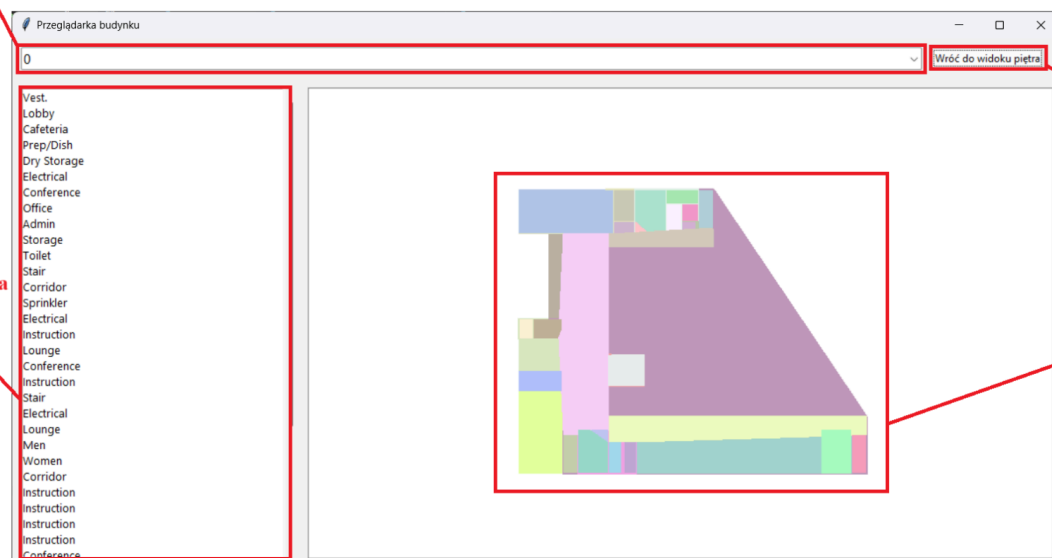 Przeglądarka budynku
0
Wróć do widoku piętra
Vest.
Lobby
Cafeteria
Prep/Dish
Dry Storage
Electrical
Conference
Office
Admin
Storage
Toilet
Stair
Corridor
Sprinkler
Electrical
Instruction
Lounge
Conference
Instruction
Stair
Electrical
Lounge
Men
Women
Corridor
Instruction
Instruction
Instruction
Instruction
Conference
a